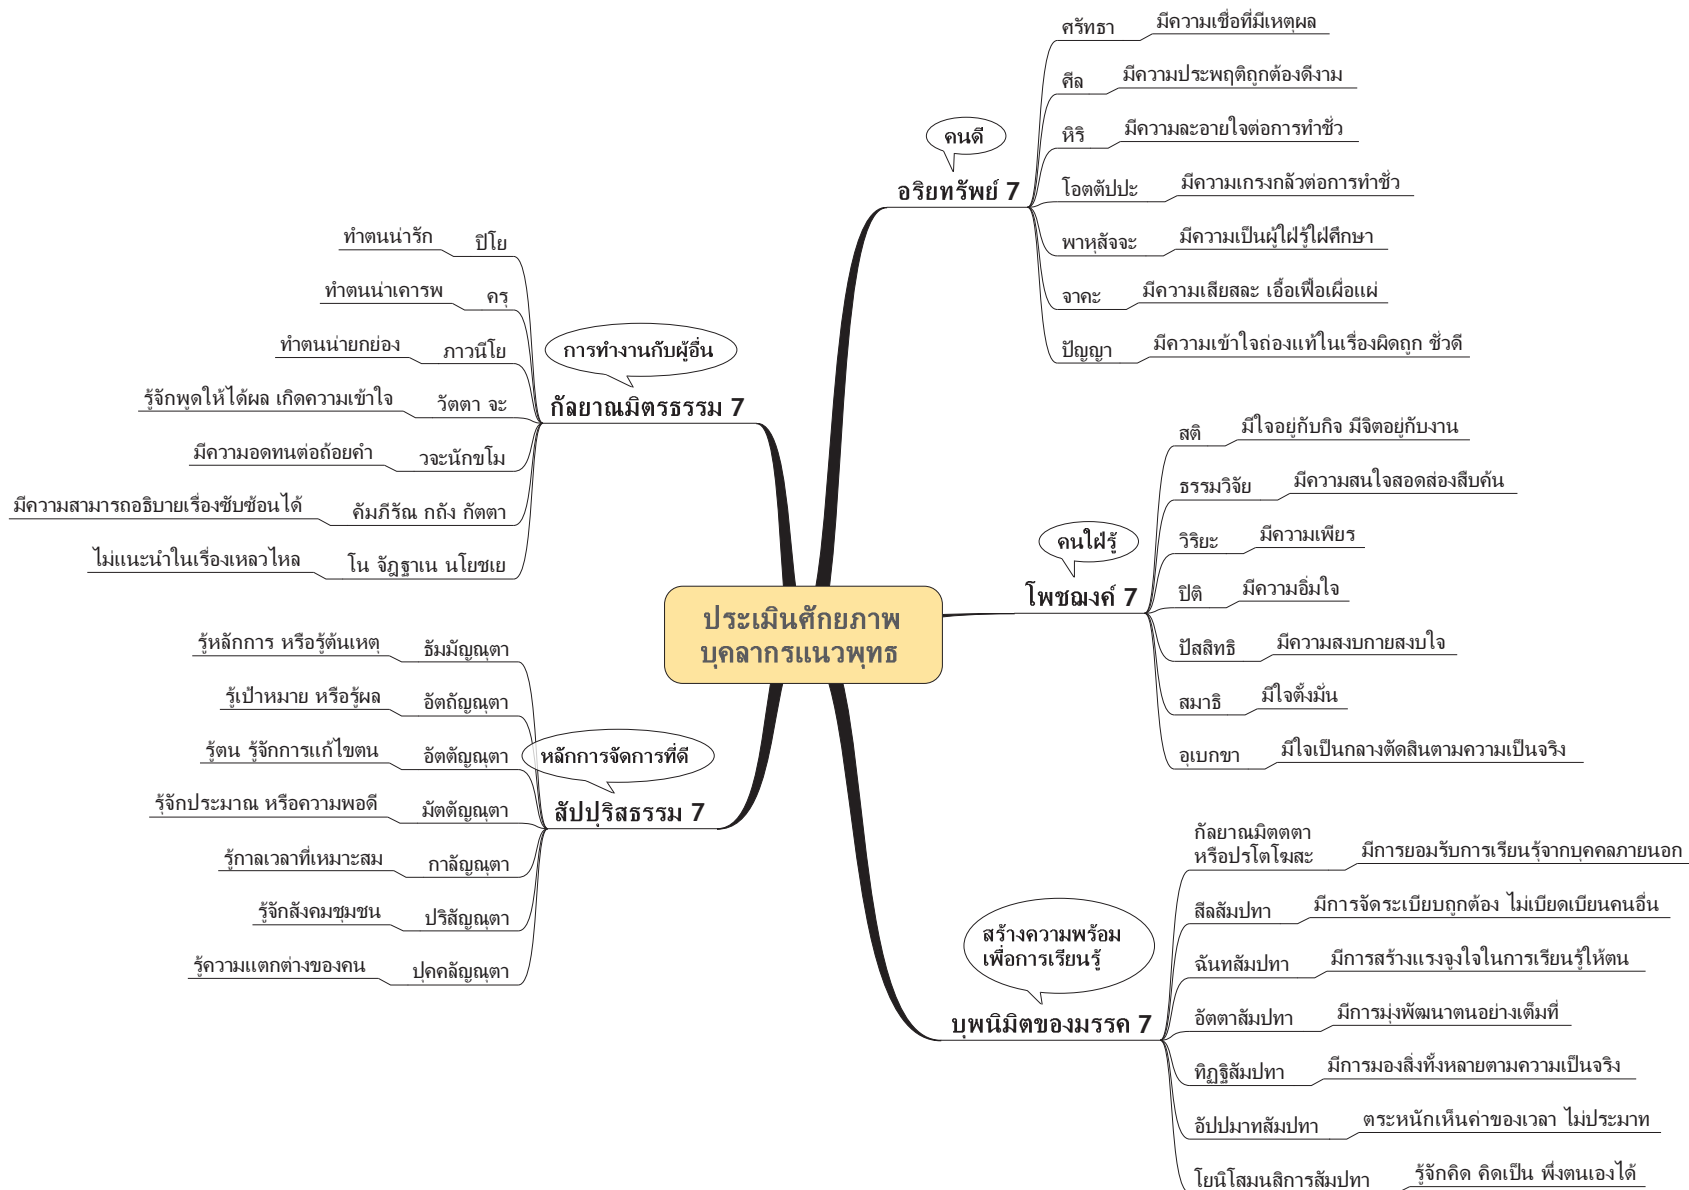 ประเมินศักยภาพ
บุคลากรแนวพุทธ
คนดี
อริยทรัพย์ 7
ศรัทธา มีความเชื่อที่มีเหตุผล
ศีล มีความประพฤติถูกต้องดีงาม
หิริ มีความละอายใจต่อการทำชั่ว
โอตตัปปะ มีความเกรงกลัวต่อการทำชั่ว
พาหุสัจจะ มีความเป็นผู้ใฝ่รู้ใฝ่ศึกษา
จาคะ มีความเสียสละ เอื้อเฟื้อเผื่อแผ่
ปัญญา มีความเข้าใจถ่องแท้ในเรื่องผิดถูก ชั่วดี
คนใฝ่รู้
โพชฌงค์ 7
สติ มีใจอยู่กับกิจ มีจิตอยู่กับงาน
ธรรมวิจัย มีความสนใจสอดส่องสืบค้น
วิริยะ มีความเพียร
ปิติ มีความอิ่มใจ
ปัสสิทธิ มีความสงบกายสงบใจ
สมาธิ มีใจตั้งมั่น
อุเบกขา มีใจเป็นกลางตัดสินตามความเป็นจริง
สร้างความพร้อม
เพื่อการเรียนรู้
บุพนิมิตของมรรค 7
กัลยาณมิตตตา
หรือปรโตโฆสะ มีการยอมรับการเรียนรู้จากบุคคลภายนอก
สีลสัมปทา มีการจัดระเบียบถูกต้อง ไม่เบียดเบียนคนอื่น
ฉันทสัมปทา มีการสร้างแรงจูงใจในการเรียนรู้ให้ตน
อัตตาสัมปทา มีการมุ่งพัฒนาตนอย่างเต็มที่
ทิฏฐิสัมปทา มีการมองสิ่งทั้งหลายตามความเป็นจริง
อัปปมาทสัมปทา ตระหนักเห็นค่าของเวลา ไม่ประมาท
โยนิโสมนสิการสัมปทา รู้จักคิด คิดเป็น พึ่งตนเองได้
การทำงานกับผู้อื่น
กัลยาณมิตรธรรม 7
ทำตนน่ารัก ปิโย
ทำตนน่าเคารพ ครุ
ทำตนน่ายกย่อง ภาวนีโย
รู้จักพูดให้ได้ผล เกิดความเข้าใจ วัตตา จะ
มีความอดทนต่อถ้อยคำ วจะนักขโม
มีความสามารถอธิบายเรื่องซับซ้อนได้ คัมภีรัณ กถัง กัตตา
ไม่แนะนำในเรื่องเหลวไหล โน จัฎฐาเน นโยชเย
หลักการจัดการที่ดี
สัปปุริสธรรม 7
รู้หลักการ หรือรู้ต้นเหตุ ธัมมัญญุตา
รู้เป้าหมาย หรือรู้ผล อัตถัญญุตา
รู้ตน รู้จักการแก้ไขตน อัตตัญญุตา
รู้จักประมาณ หรือความพอดี มัตตัญญุตา
รู้กาลเวลาที่เหมาะสม กาลัญญุตา
รู้จักสังคมชุมชน ปริสัญญุตา
รู้ความแตกต่างของคน ปุคคลัญญุตา